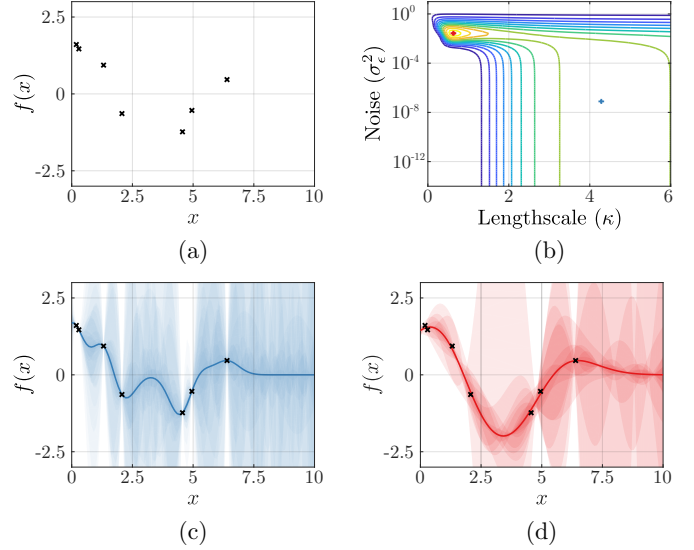 2.5
0
-2.5
f(x)
0 2.5 5 7.5 10
x
(a)
10^0
10^-4
10^-8
10^-12
Noise (σ_ϵ^2)
0 2 4 6
Lengthscale (κ)
(b)
2.5
0
-2.5
f(x)
0 2.5 5 7.5 10
x
(c)
2.5
0
-2.5
f(x)
0 2.5 5 7.5 10
x
(d)